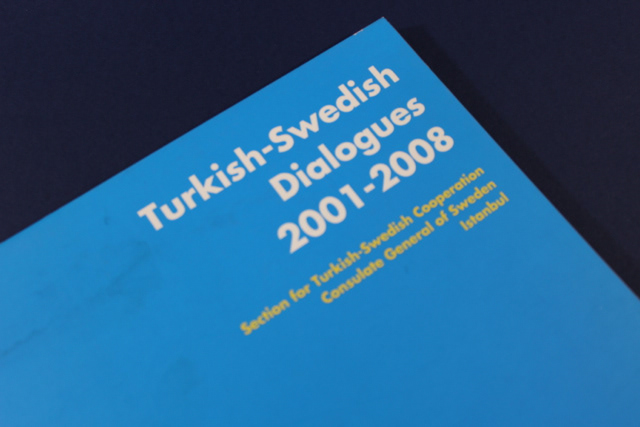 Turkish-Swedish
Dialogues
2001-2008
Section for Turkish-Swedish Cooperation
Consulate General of Sweden
Istanbul